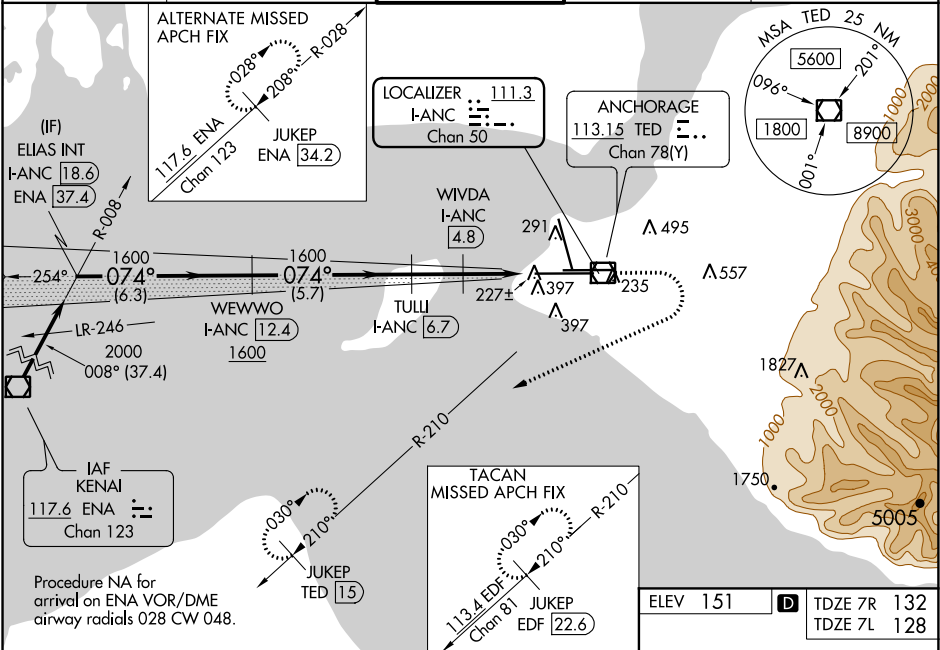 ALTERNATE MISSED
APCH FIX
R-028
028°
208°
117.6 ENA
Chan 123
JUKEP
ENA 34.2
LOCALIZER 111.3
I-ANC
Chan 50
ANCHORAGE
113.15 TED
Chan 78(Y)
MSA TED 25 NM
5600
096°
201°
1800
8900
001°
1000
2000
(IF)
ELIAS INT
I-ANC 18.6
ENA 37.4
R-008
WIVDA
I-ANC
4.8
291
495
557
254°
1600
074°
(6.3)
1600
074°
(5.7)
WEWWO
I-ANC 12.4
1600
TULLI
I-ANC 6.7
227±
397
235
397
3000
LR-246
2000
008° (37.4)
1827
2000
1000
R-210
IAF
KENAI
117.6 ENA
Chan 123
1750
5005
030°
210°
JUKEP
TED 15
TACAN
MISSED APCH FIX
R-210
030°
210°
113.4 EDF
Chan 81
JUKEP
EDF 22.6
Procedure NA for
arrival on ENA VOR/DME
airway radials 028 CW 048.
ELEV 151
D
TDZE 7R 132
TDZE 7L 128